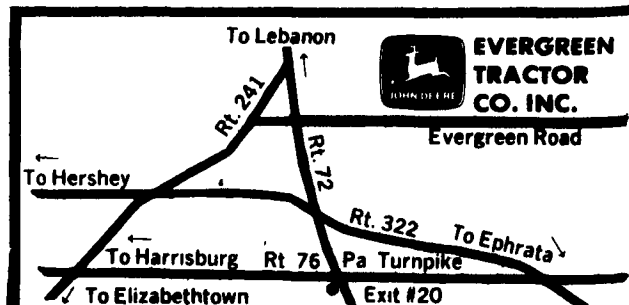 To Lebanon
EVERGREEN
TRACTOR
CO. INC.
JOHN DEERE
Rt. 241
Evergreen Road
Rt. 72
To Hershey
Rt. 322
To Ephrata
To Harrisburg Rt 76 Pa Turnpike
To Elizabethtown Exit #20